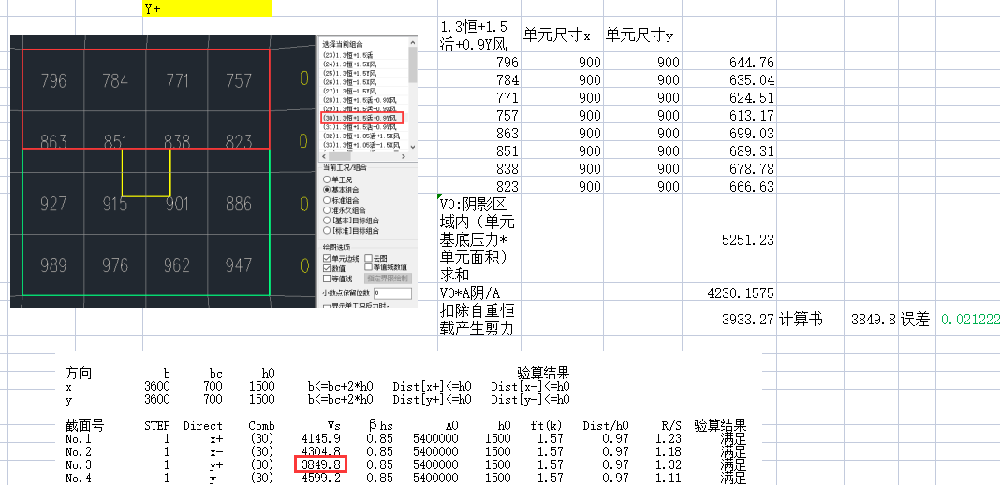 Y+
796 784 771 757 0
863 851 838 823 0
927 915 901 886 0
989 976 962 947 0
选择当前组合
(23)1.3恒+1.5活
(24)1.3恒+1.5X风
(25)1.3恒+1.5Y风
(26)1.3恒-1.5X风
(27)1.3恒-1.5Y风
(28)1.3恒+1.5活+0.9X风
(29)1.3恒+1.5活-0.9X风
(30)1.3恒+1.5活+0.9Y风
(31)1.3恒+1.5活-0.9Y风
(32)1.3恒+1.05活+1.5X风
(33)1.3恒+1.05活-1.5X风
当前工况/组合
单工况
基本组合
标准组合
准永久组合
[基本]目标组合
[标准]目标组合
绘图选项
单元边线 云图
数值 等值线数值
等值线 指定界限绘制
小数点保留位数 0
显示单工况反力时,
1.3恒+1.5
活+0.9Y风 单元尺寸x 单元尺寸y
796 900 900 644.76
784 900 900 635.04
771 900 900 624.51
757 900 900 613.17
863 900 900 699.03
851 900 900 689.31
838 900 900 678.78
823 900 900 666.63
V0:阴影区
域内（单元
基底压力*
单元面积）
求和
5251.23
V0*A阴/A 4230.1575
扣除自重恒
载产生剪力 3933.27 计算书 3849.8 误差 0.021222
方向 b bc h0 验算结果
x 3600 700 1500 b<=bc+2*h0 Dist[x+]<=h0 Dist[x-]<=h0
y 3600 700 1500 b<=bc+2*h0 Dist[y+]<=h0 Dist[y-]<=h0
截面号 STEP Direct Comb Vs βhs A0 h0 ft(k) Dist/h0 R/S 验算结果
No.1 1 x+ (30) 4145.9 0.85 5400000 1500 1.57 0.97 1.23 满足
No.2 1 x- (30) 4304.8 0.85 5400000 1500 1.57 0.97 1.18 满足
No.3 1 y+ (30) 3849.8 0.85 5400000 1500 1.57 0.97 1.32 满足
No.4 1 y- (30) 4599.2 0.85 5400000 1500 1.57 0.97 1.11 满足